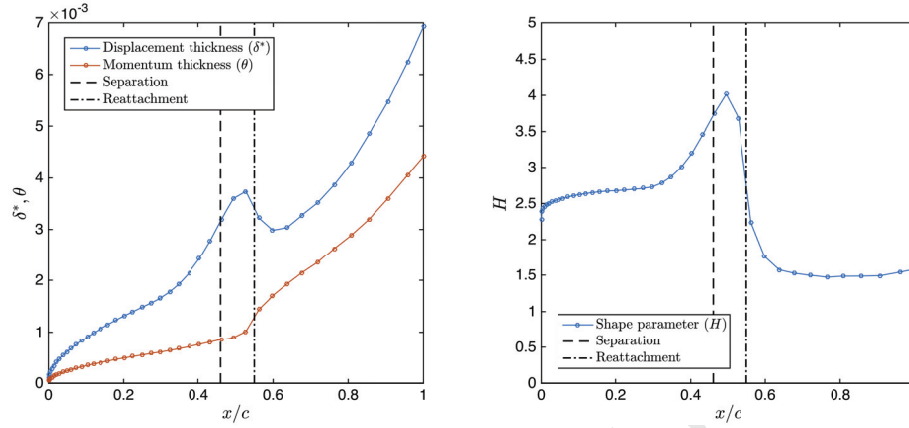 7 ×10⁻³
6
5
4
3
2
1
0
δ*, θ
Displacement thickness (δ*)
Momentum thickness (θ)
Separation
Reattachment
0 0.2 0.4 0.6 0.8 1
x/c
5
4.5
4
3.5
3
2.5
2
1.5
1
0.5
0
H
Shape parameter (H)
Separation
Reattachment
0 0.2 0.4 0.6 0.8
x/c